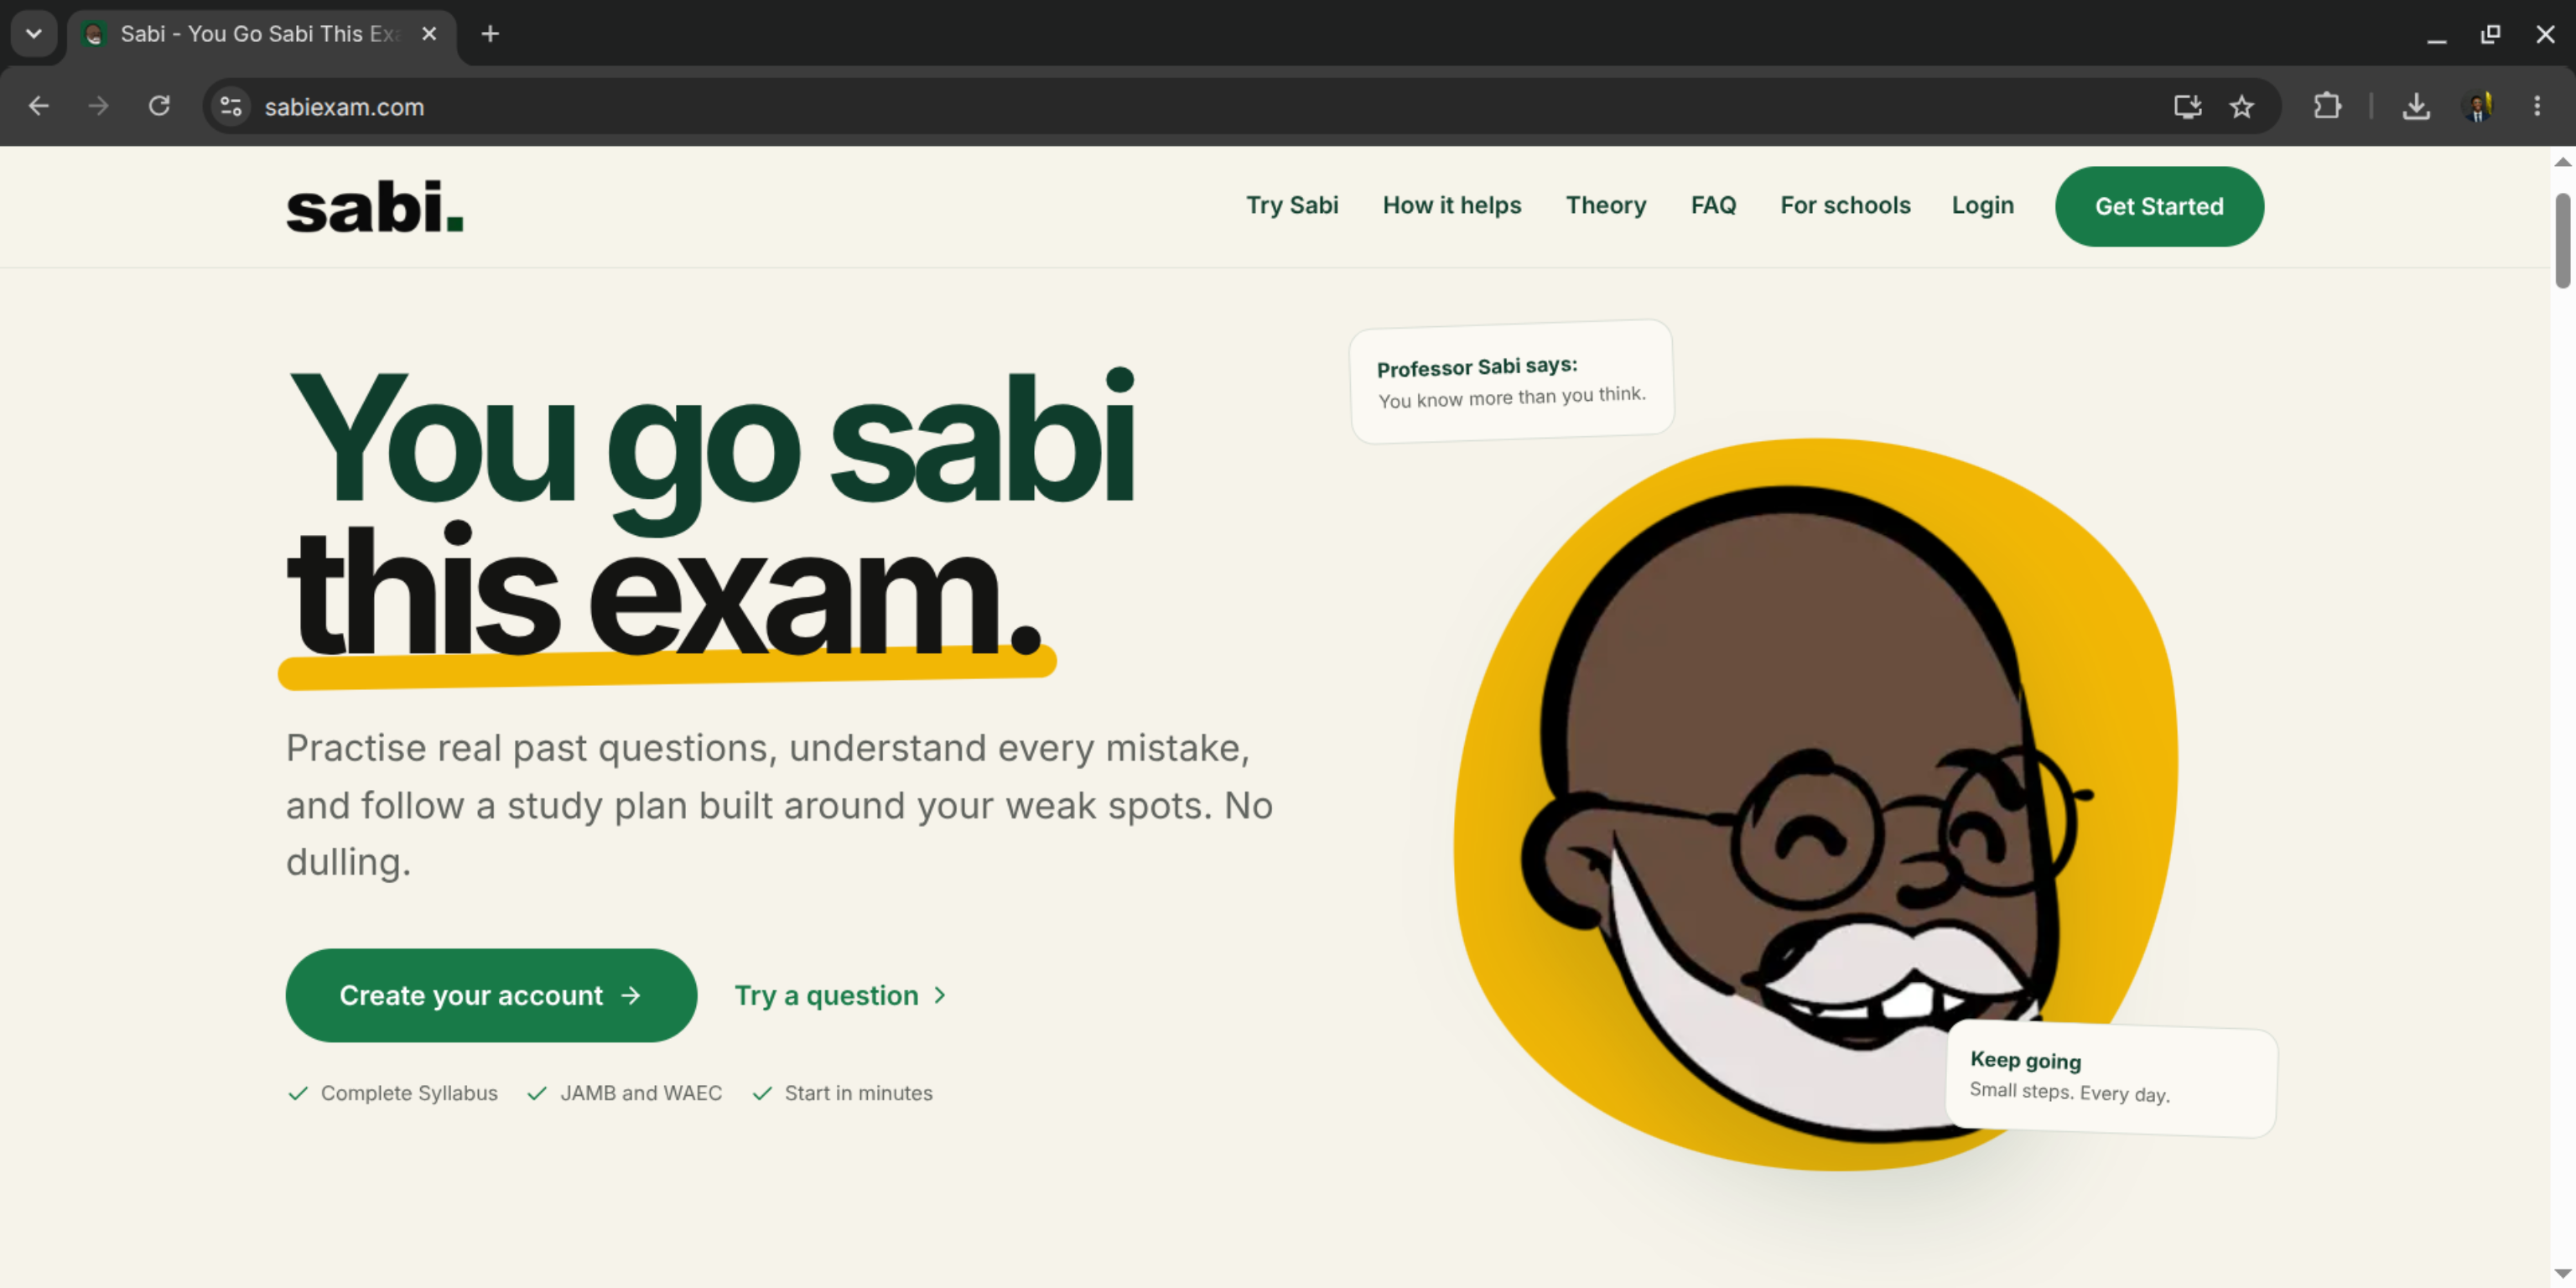 Sabi - You Go Sabi This Ex
sabiexam.com
sabi.
Try Sabi
How it helps
Theory
FAQ
For schools
Login
Get Started
You go sabi
this exam.
Practise real past questions, understand every mistake,
and follow a study plan built around your weak spots. No
dulling.
Create your account
Try a question
Complete Syllabus
JAMB and WAEC
Start in minutes
Professor Sabi says:
You know more than you think.
Keep going
Small steps. Every day.